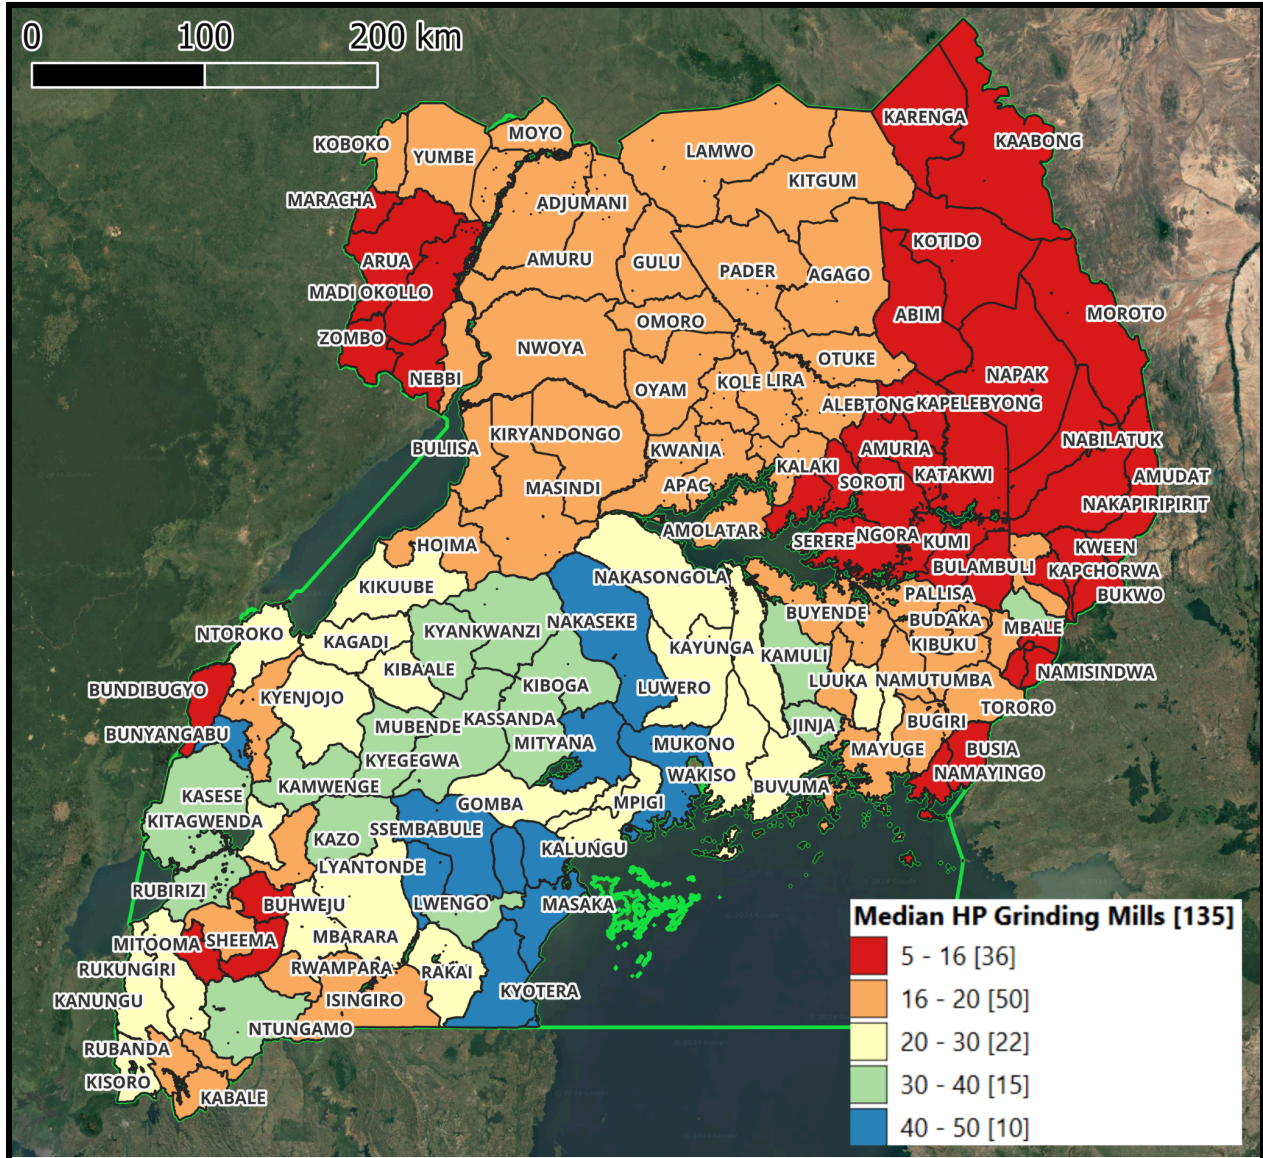 0 100 200 km
KARENGA
KAABONG
MOYO
KOBOKO
YUMBE
LAMWO
KITGUM
MARACHA
ADJUMANI
KOTIDO
ARUA
AMURU
GULU
PADER
AGAGO
MADI OKOLLO
ABIM
MOROTO
OMORO
ZOMBO
NWOYA
OTUKE
NEBBI
OYAM
KOLE
LIRA
NAPAK
ALEBTONG
KAPELEBYONG
KIRYANDONGO
BULIISA
KWANIA
AMURIA
NABILATUK
KALAKI
SOROTI
KATAKWI
AMUDAT
MASINDI
APAC
NAKAPIRIPIRIT
AMOLATAR
SERERE
NGORA
KUMI
KWEEN
HOIMA
BULAMBULI
KAPCHORWA
KIKUUBE
NAKASONGOLA
PALLISA
BUKWO
BUYENDE
BUDAKA
NTOROKO
KYANKWANZI
NAKASEKE
MBALE
KAGADI
KAYUNGA
KAMULI
KIBUKU
KIBAALE
NAMISINDWA
BUNDIBUGYO
KYENJOJO
KIBOGA
LUWERO
LUUKA
NAMUTUMBA
TORORO
BUNYANGABU
MUBENDE
KASSANDA
JINJA
BUGIRI
MITYANA
MUKONO
MAYUGE
BUSIA
KYEGEGWA
WAKISO
NAMAYINGO
KASESE
KAMWENGE
BUVUMA
GOMBA
MPIGI
KITAGWENDA
SSEMBABULE
KAZO
KALUNGU
LYANTONDE
RUBIRIZI
BUHWEJU
LWENGO
MASAKA
MITOOMA
SHEEMA
MBARARA
RUKUNGIRI
RWAMPARA
RAKAI
KANUNGU
ISINGIRO
KYOTERA
NTUNGAMO
RUBANDA
KISORO
KABALE
Median HP Grinding Mills [135]
5 - 16 [36]
16 - 20 [50]
20 - 30 [22]
30 - 40 [15]
40 - 50 [10]